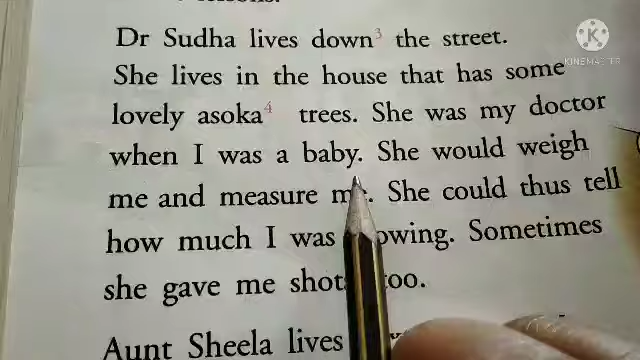 Dr Sudha lives down³ the street.
She lives in the house that has some
lovely asoka⁴ trees. She was my doctor
when I was a baby. She would weigh
me and measure me. She could thus tell
how much I was growing. Sometimes
she gave me shots too.
Aunt Sheela lives
KINEMASTER